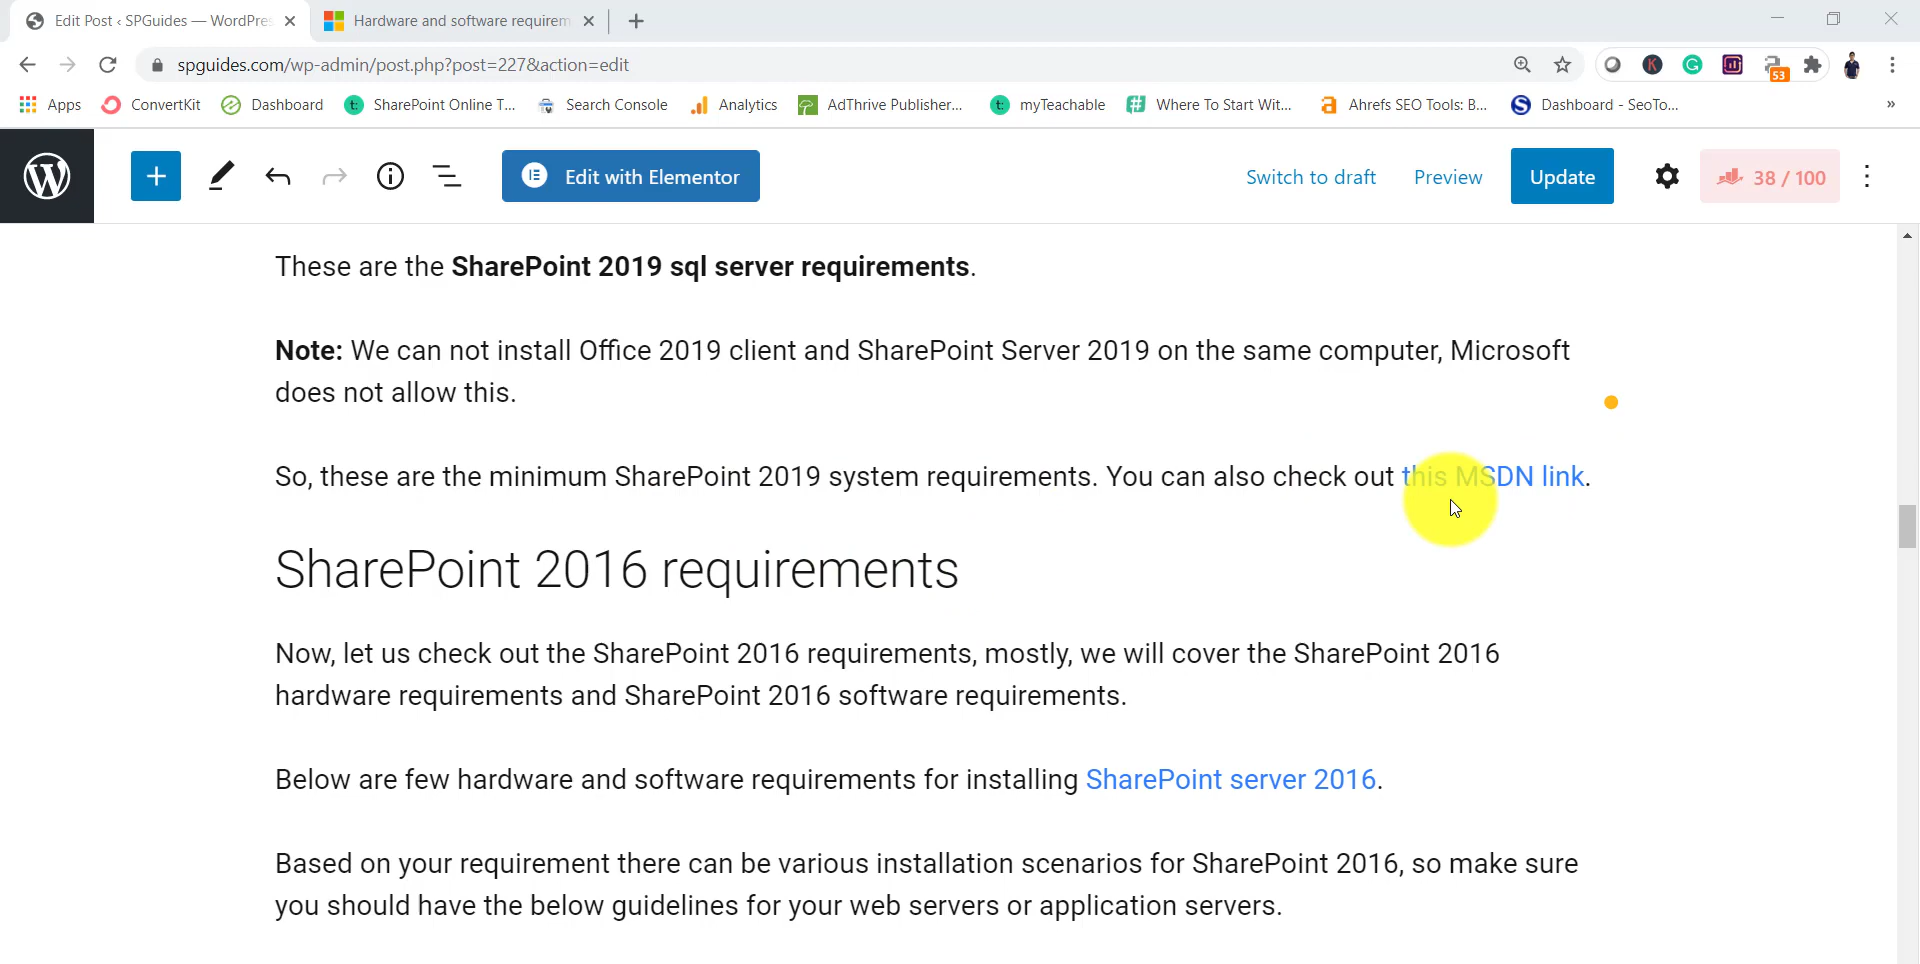 Edit Post ‹ SPGuides — WordPres
Hardware and software requirem
spguides.com/wp-admin/post.php?post=227&action=edit
K
53
Apps
ConvertKit
Dashboard
t: SharePoint Online T...
Search Console
Analytics
AdThrive Publisher...
t: myTeachable
Where To Start Wit...
a Ahrefs SEO Tools: B...
S Dashboard - SeoTo...
»
Edit with Elementor
Switch to draft
Preview
Update
38 / 100
These are the SharePoint 2019 sql server requirements.
Note: We can not install Office 2019 client and SharePoint Server 2019 on the same computer, Microsoft
does not allow this.
So, these are the minimum SharePoint 2019 system requirements. You can also check out this MSDN link.
SharePoint 2016 requirements
Now, let us check out the SharePoint 2016 requirements, mostly, we will cover the SharePoint 2016
hardware requirements and SharePoint 2016 software requirements.
Below are few hardware and software requirements for installing SharePoint server 2016.
Based on your requirement there can be various installation scenarios for SharePoint 2016, so make sure
you should have the below guidelines for your web servers or application servers.